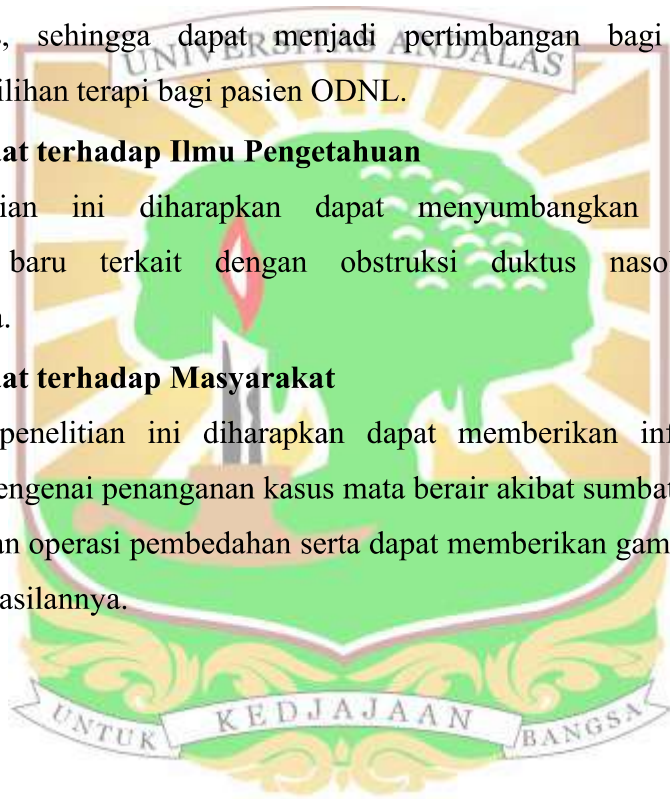 , sehingga dapat menjadi pertimbangan bagi
UNIVERSITAS ANDALAS
ilihan terapi bagi pasien ODNL.
at terhadap Ilmu Pengetahuan
ian ini diharapkan dapat menyumbangkan
baru terkait dengan obstruksi duktus naso
.
at terhadap Masyarakat
penelitian ini diharapkan dapat memberikan inf
engenai penanganan kasus mata berair akibat sumbat
an operasi pembedahan serta dapat memberikan gam
asilannya.
UNTUK KEDJAJAAN BANGSA